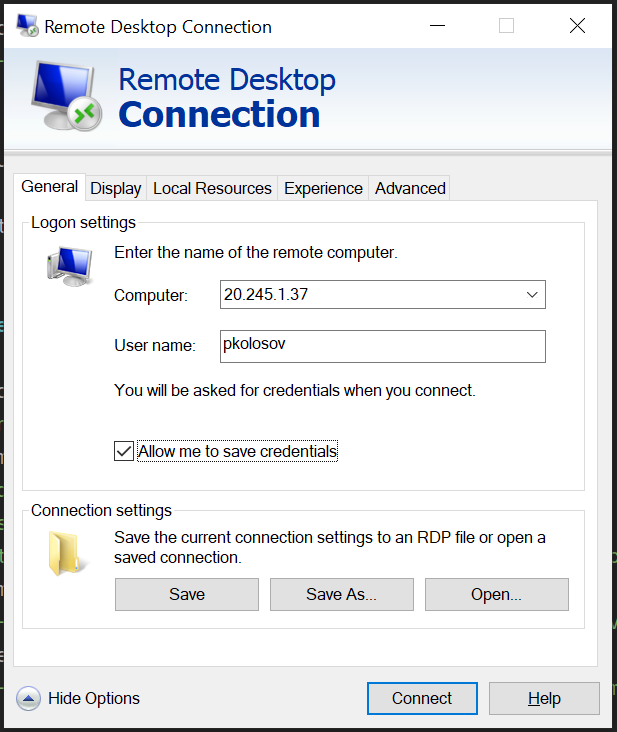 Remote Desktop Connection
Remote Desktop
Connection
General Display Local Resources Experience Advanced
Logon settings
Enter the name of the remote computer.
Computer: 20.245.1.37
User name: pkolosov
You will be asked for credentials when you connect.
Allow me to save credentials
Connection settings
Save the current connection settings to an RDP file or open a
saved connection.
Save Save As... Open...
Hide Options Connect Help